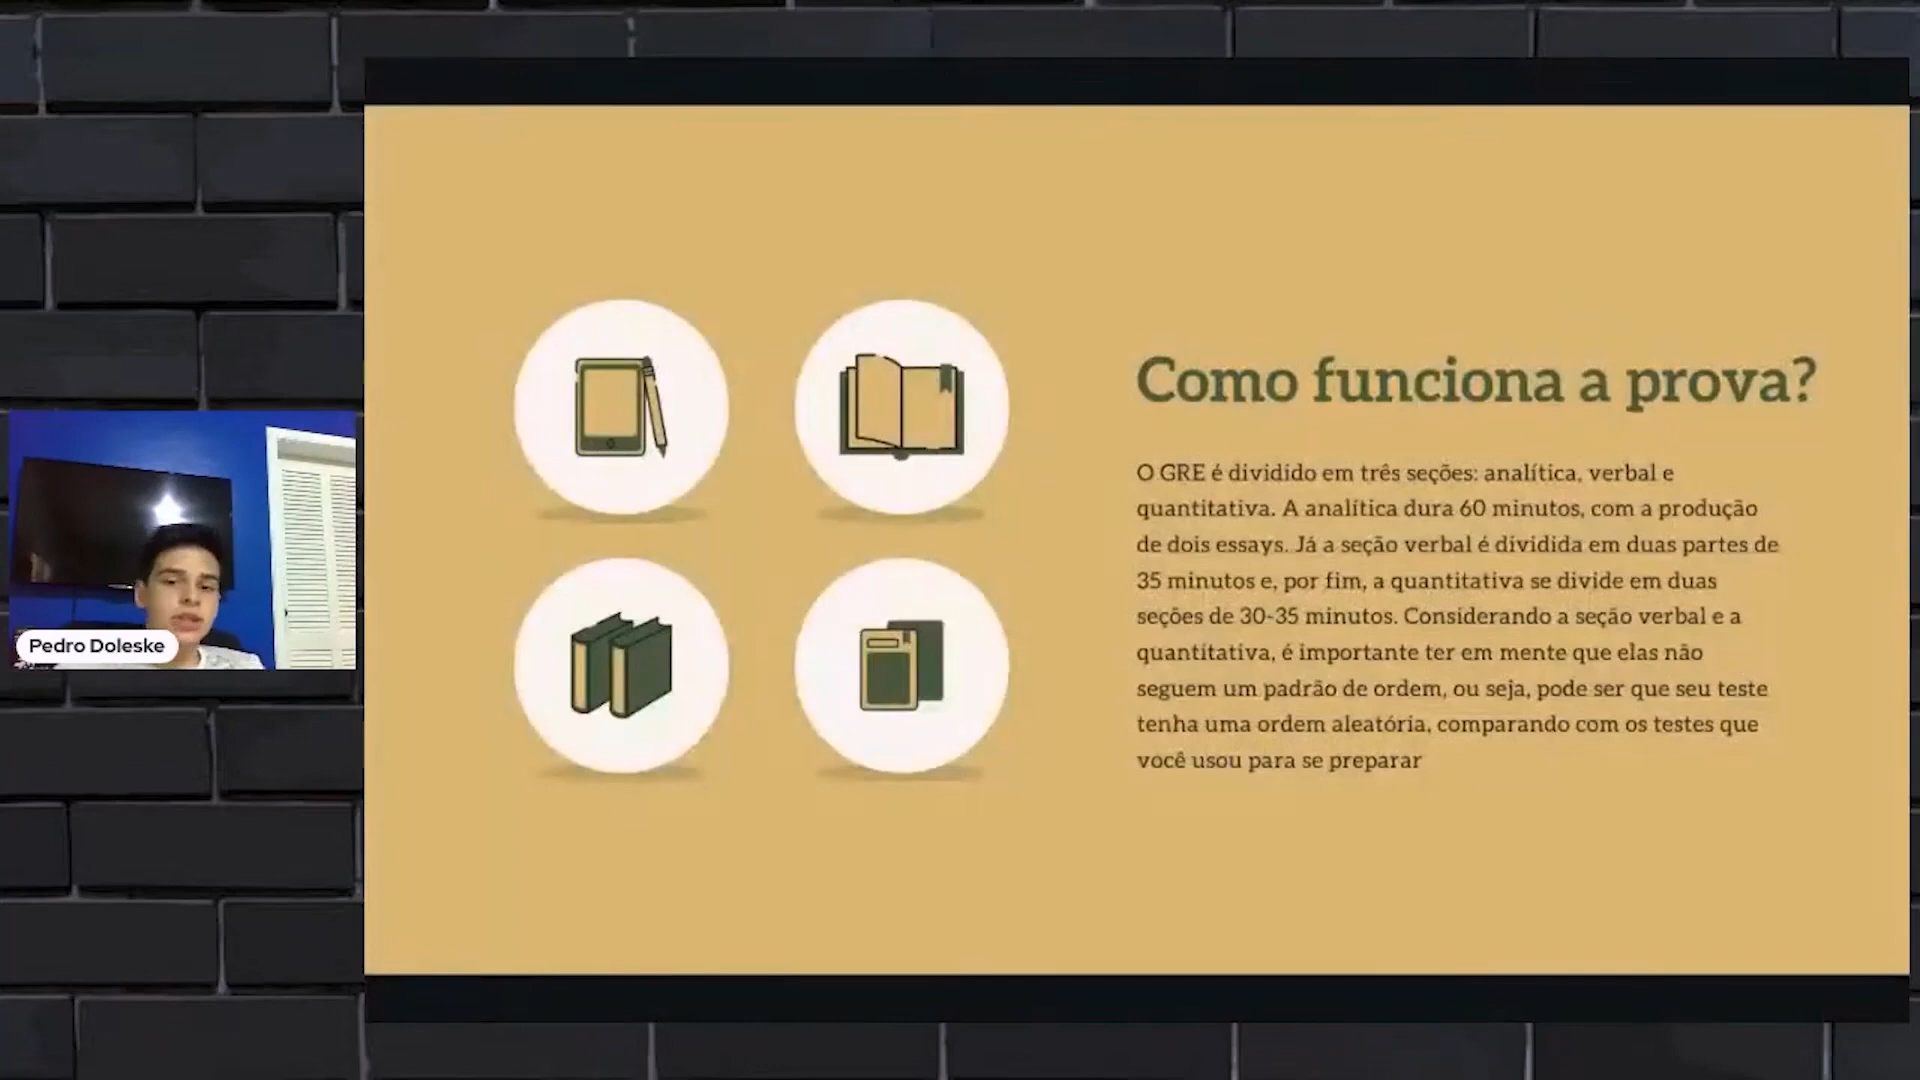 Pedro Doleske
Como funciona a prova?
O GRE é dividido em três seções: analítica, verbal e
quantitativa. A analítica dura 60 minutos, com a produção
de dois essays. Já a seção verbal é dividida em duas partes de
35 minutos e, por fim, a quantitativa se divide em duas
seções de 30-35 minutos. Considerando a seção verbal e a
quantitativa, é importante ter em mente que elas não
seguem um padrão de ordem, ou seja, pode ser que seu teste
tenha uma ordem aleatória, comparando com os testes que
você usou para se preparar